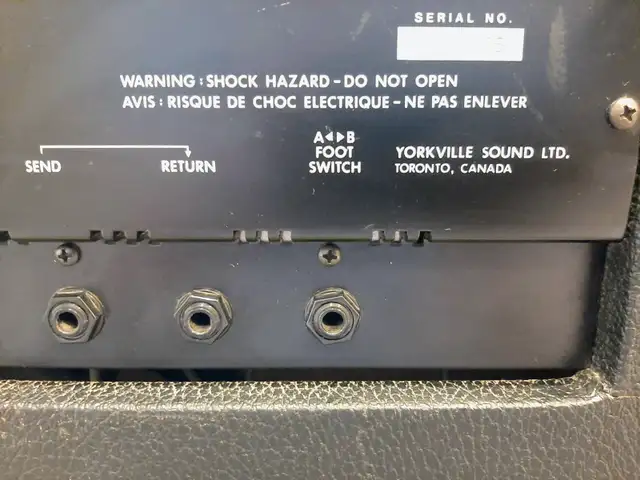 SERIAL NO.
WARNING : SHOCK HAZARD – DO NOT OPEN
AVIS : RISQUE DE CHOC ELECTRIQUE – NE PAS ENLEVER
SEND
RETURN
A◄►B
FOOT
SWITCH
YORKVILLE SOUND LTD.
TORONTO, CANADA